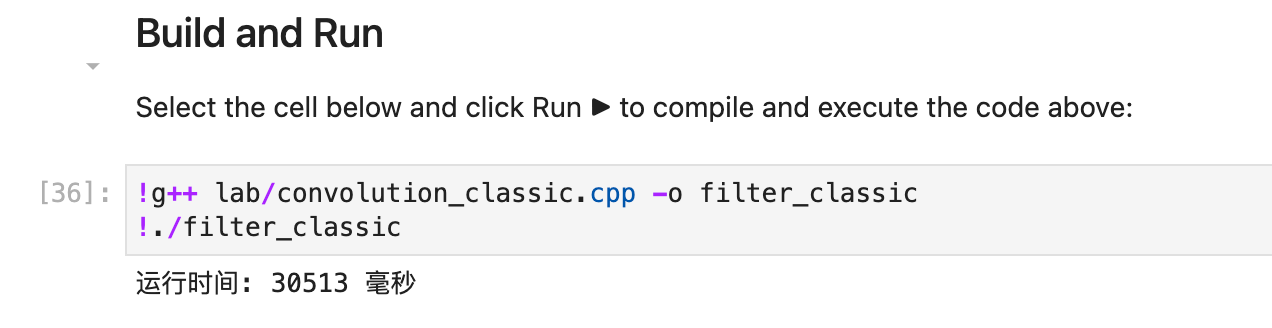 Build and Run
Select the cell below and click Run ▶ to compile and execute the code above:
[36]: !g++ lab/convolution_classic.cpp -o filter_classic
!./filter_classic
运行时间: 30513 毫秒